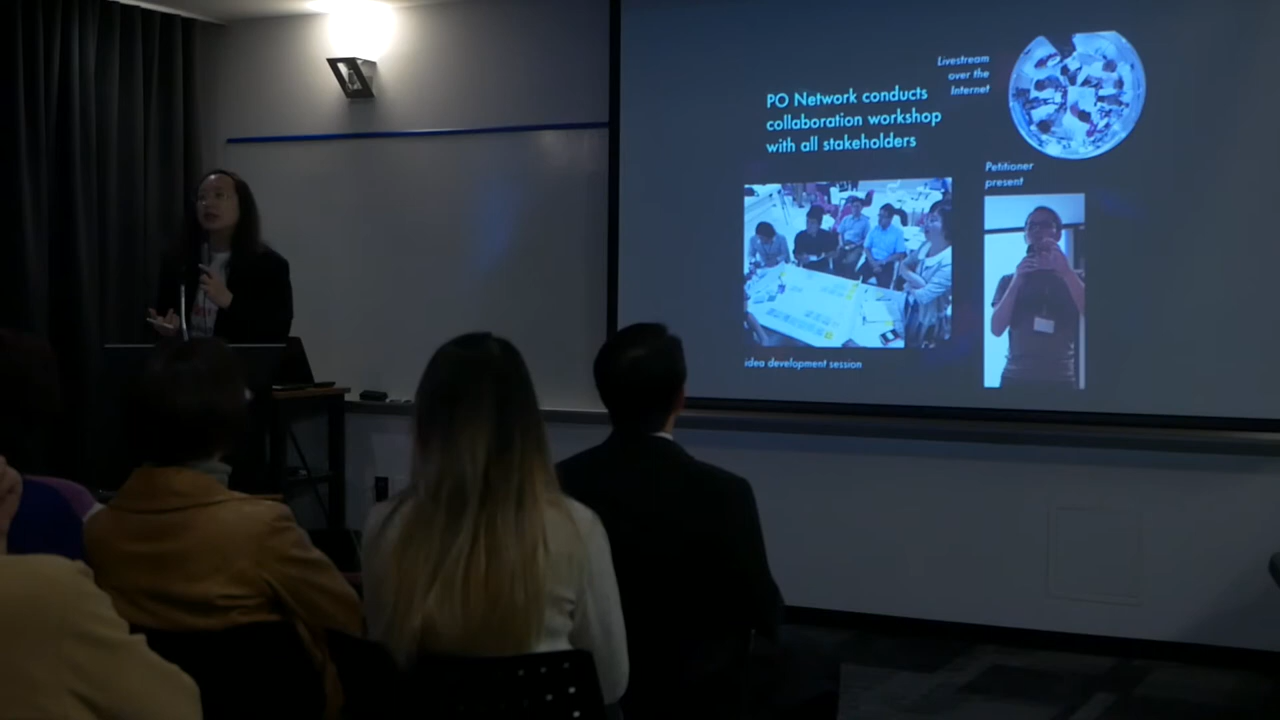 Livestream
over the
Internet
PO Network conducts
collaboration workshop
with all stakeholders
Petitioner
present
idea development session